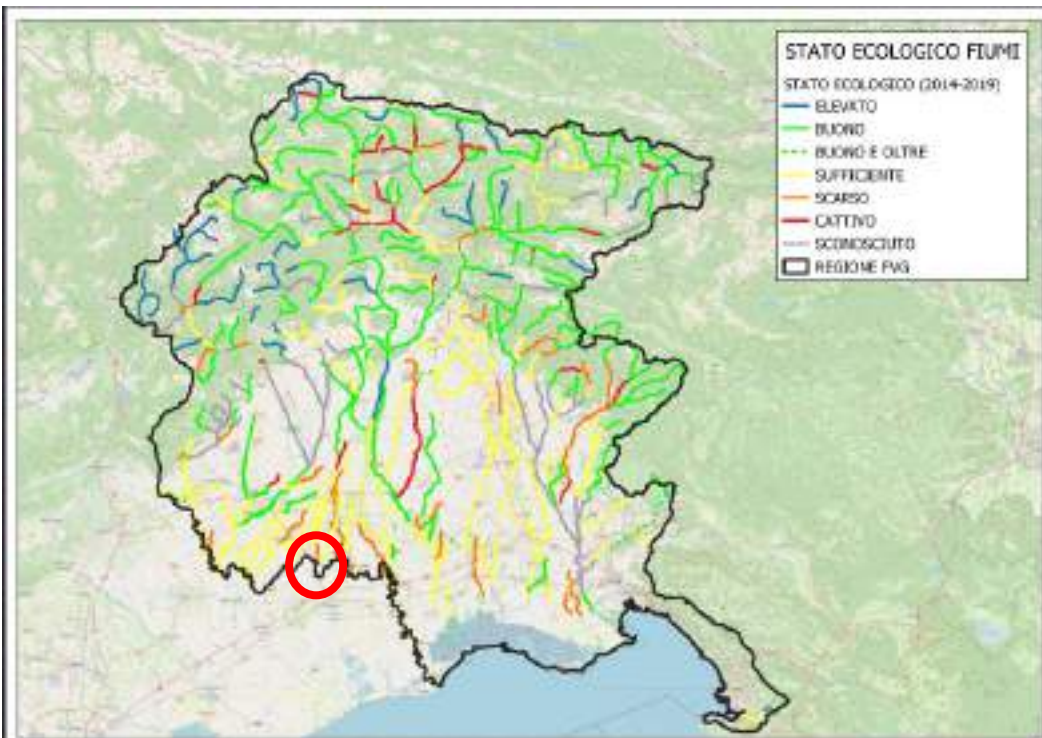 STATO ECOLOGICO FIUMI
STATO ECOLOGICO (2014-2019)
ELEVATO
BUONO
BUONO E OLTRE
SUFFICIENTE
SCARSO
CATTIVO
SCONOSCIUTO
REGIONE FVG